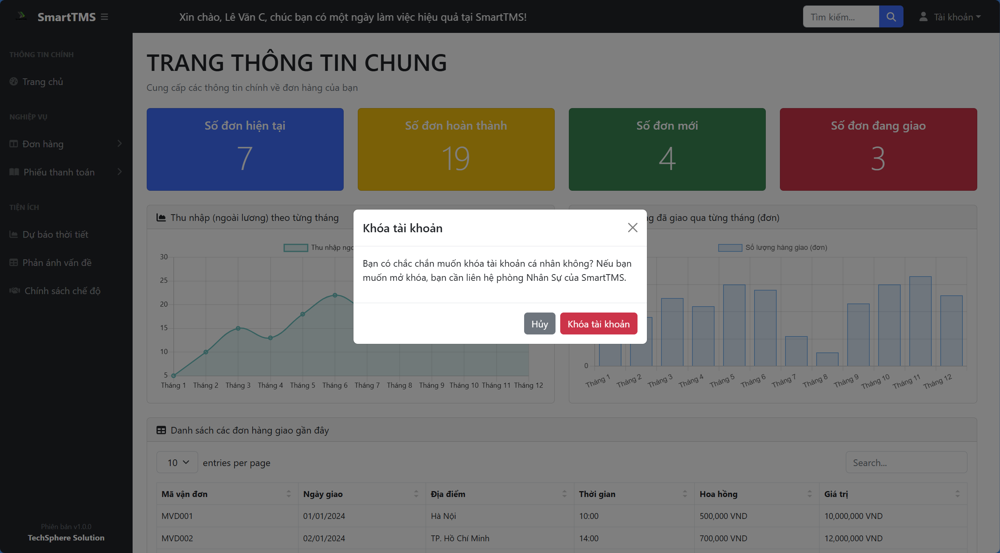 SmartTMS
Xin chào, Lê Văn C, chúc bạn có một ngày làm việc hiệu quả tại SmartTMS!
Tìm kiếm...
Tài khoản
THÔNG TIN CHÍNH
Trang chủ
NGHIỆP VỤ
Đơn hàng
Phiếu thanh toán
TIỆN ÍCH
Dự báo thời tiết
Phản ánh vấn đề
Chính sách chế độ
Phiên bản v1.0.0
TechSphere Solution
TRANG THÔNG TIN CHUNG
Cung cấp các thông tin chính về đơn hàng của bạn
Số đơn hiện tại
7
Số đơn hoàn thành
19
Số đơn mới
4
Số đơn đang giao
3
Thu nhập (ngoài lương) theo từng tháng
Thu nhập
30
25
20
15
10
5
Tháng 1 Tháng 2 Tháng 3 Tháng 4 Tháng 5 Tháng 6 Tháng 7 Tháng 8 Tháng 9 Tháng 10 Tháng 11 Tháng 12
đã giao qua từng tháng (đơn)
Số lượng hàng giao (đơn)
0
Tháng 1 Tháng 2 Tháng 3 Tháng 4 Tháng 5 Tháng 6 Tháng 7 Tháng 8 Tháng 9 Tháng 10 Tháng 11 Tháng 12
Khóa tài khoản
Bạn có chắc chắn muốn khóa tài khoản cá nhân không? Nếu bạn
muốn mở khóa, bạn cần liên hệ phòng Nhân Sự của SmartTMS.
Hủy
Khóa tài khoản
Danh sách các đơn hàng giao gần đây
10 entries per page
Search...
Mã vận đơn Ngày giao Địa điểm Thời gian Hoa hồng Giá trị
MVD001 01/01/2024 Hà Nội 10:00 500,000 VND 10,000,000 VND
MVD002 02/01/2024 TP. Hồ Chí Minh 14:00 700,000 VND 12,000,000 VND